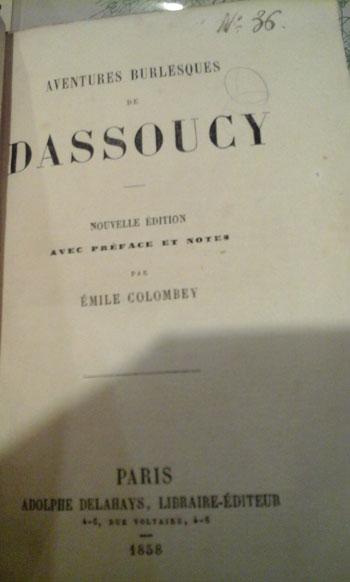 Nº 36.
AVENTURES BURLESQUES
DE
DASSOUCY
NOUVELLE ÉDITION
AVEC PRÉFACE ET NOTES
PAR
ÉMILE COLOMBEY
PARIS
ADOLPHE DELAHAYS, LIBRAIRE-ÉDITEUR
4-6, RUE VOLTAIRE, 4-6
1858